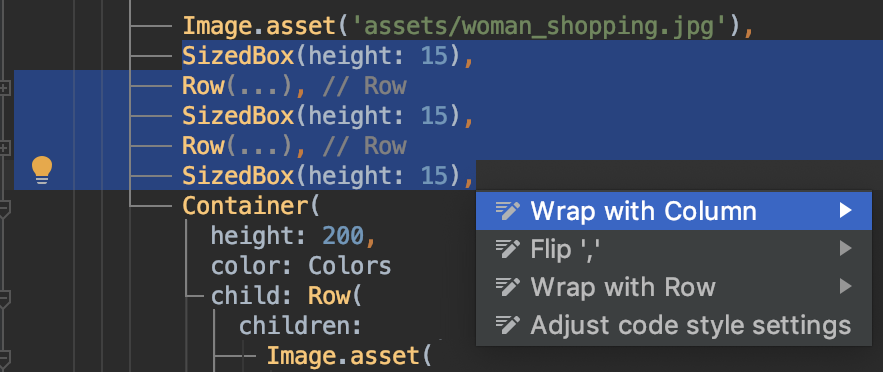 Image.asset('assets/woman_shopping.jpg'),
SizedBox(height: 15),
Row(...), // Row
SizedBox(height: 15),
Row(...), // Row
SizedBox(height: 15),
Container(
height: 200,
color: Colors
child: Row(
children:
Image.asset(
Wrap with Column
Flip ','
Wrap with Row
Adjust code style settings